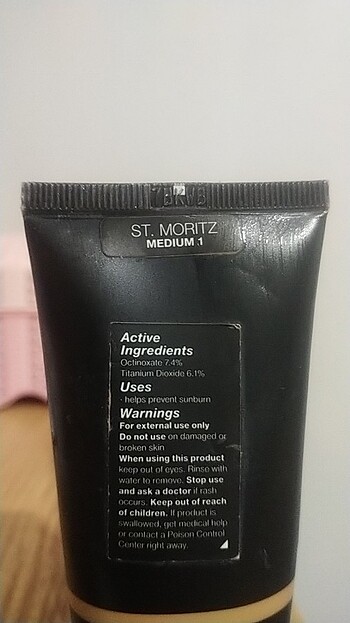 ST. MORITZ
MEDIUM 1
Active
Ingredients
Octinoxate 7.4%
Titanium Dioxide 6.1%
Uses
· helps prevent sunburn
Warnings
For external use only
Do not use on damaged or
broken skin
When using this product
keep out of eyes. Rinse with
water to remove. Stop use
and ask a doctor if rash
occurs. Keep out of reach
of children. If product is
swallowed, get medical help
or contact a Poison Control
Center right away.